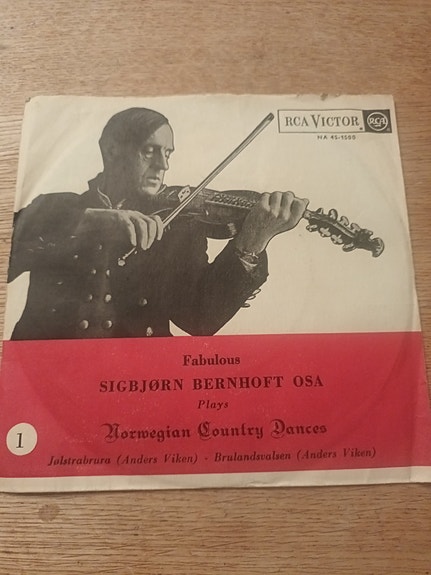 RCA VICTOR RCA
NA 45-1588
Fabulous
SIGBJØRN BERNHOFT OSA
Plays
Norwegian Country Dances
1
Jølstrabrura (Anders Viken) - Brulandsvalsen (Anders Viken)